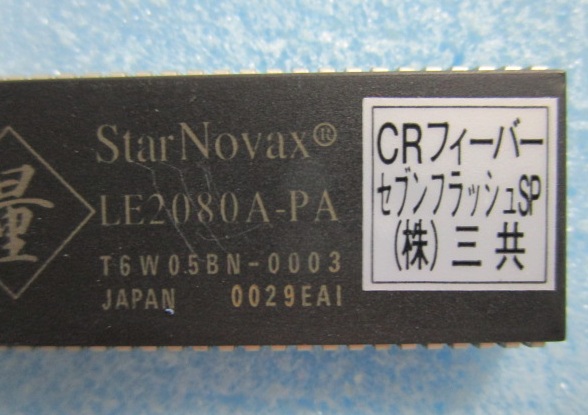 量
StarNovax®
LE2080A-PA
T6W05BN-0003
JAPAN 0029EAI
CRフィーバー
セブンフラッシュSP
(株)三共